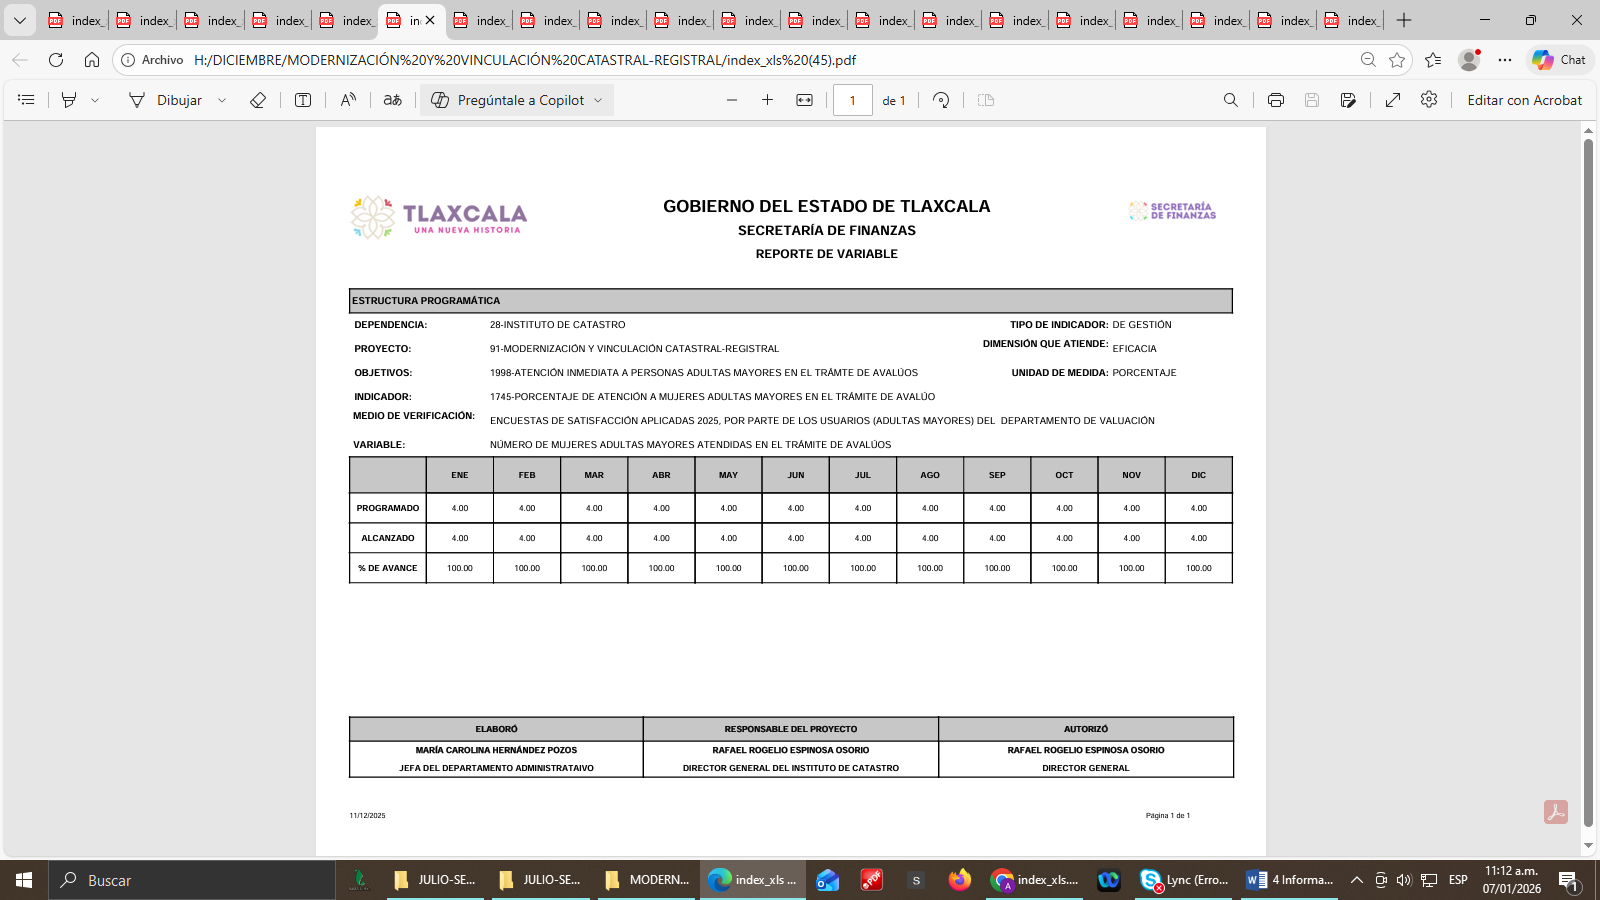 index_ index_ index_ index_ index_ in index_ index_ index_ index_ index_ index_ index_ index_ index_ index_ index_ index_ index_ index_
Archivo H:/DICIEMBRE/MODERNIZACIÓN%20Y%20VINCULACIÓN%20CATASTRAL-REGISTRAL/index_xls%20(45).pdf Chat
Dibujar Pregúntale a Copilot 1 de 1 Editar con Acrobat
TLAXCALA
UNA NUEVA HISTORIA
GOBIERNO DEL ESTADO DE TLAXCALA
SECRETARÍA DE FINANZAS
REPORTE DE VARIABLE
SECRETARÍA
DE FINANZAS
ESTRUCTURA PROGRAMÁTICA
DEPENDENCIA: 28-INSTITUTO DE CATASTRO TIPO DE INDICADOR: DE GESTIÓN
PROYECTO: 91-MODERNIZACIÓN Y VINCULACIÓN CATASTRAL-REGISTRAL DIMENSIÓN QUE ATIENDE: EFICACIA
OBJETIVOS: 1998-ATENCIÓN INMEDIATA A PERSONAS ADULTAS MAYORES EN EL TRÁMTE DE AVALÚOS UNIDAD DE MEDIDA: PORCENTAJE
INDICADOR: 1745-PORCENTAJE DE ATENCIÓN A MUJERES ADULTAS MAYORES EN EL TRÁMITE DE AVALÚO
MEDIO DE VERIFICACIÓN: ENCUESTAS DE SATISFACCIÓN APLICADAS 2025, POR PARTE DE LOS USUARIOS (ADULTAS MAYORES) DEL DEPARTAMENTO DE VALUACIÓN
VARIABLE: NÚMERO DE MUJERES ADULTAS MAYORES ATENDIDAS EN EL TRÁMITE DE AVALÚOS
ENE FEB MAR ABR MAY JUN JUL AGO SEP OCT NOV DIC
PROGRAMADO 4.00 4.00 4.00 4.00 4.00 4.00 4.00 4.00 4.00 4.00 4.00 4.00
ALCANZADO 4.00 4.00 4.00 4.00 4.00 4.00 4.00 4.00 4.00 4.00 4.00 4.00
% DE AVANCE 100.00 100.00 100.00 100.00 100.00 100.00 100.00 100.00 100.00 100.00 100.00 100.00
ELABORÓ RESPONSABLE DEL PROYECTO AUTORIZÓ
MARÍA CAROLINA HERNÁNDEZ POZOS RAFAEL ROGELIO ESPINOSA OSORIO RAFAEL ROGELIO ESPINOSA OSORIO
JEFA DEL DEPARTAMENTO ADMINISTRATAIVO DIRECTOR GENERAL DEL INSTITUTO DE CATASTRO DIRECTOR GENERAL
11/12/2025 Página 1 de 1
Buscar JULIO-SE... JULIO-SE... MODERN... index_xls ... index_xls.... Lync (Erro... 4 Informa... ESP 11:12 a.m.
07/01/2026 1